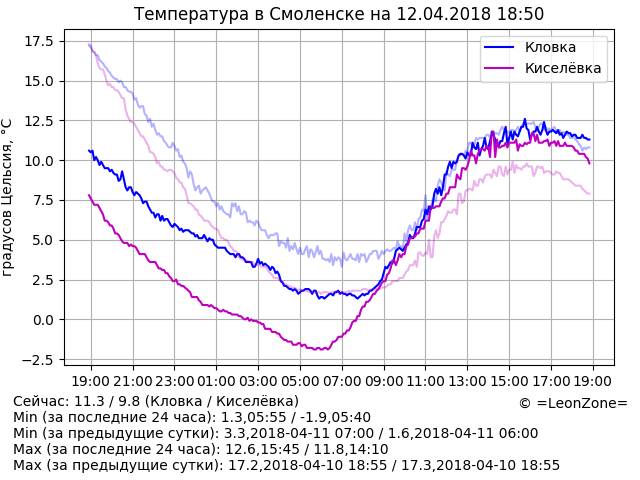 Температура в Смоленске на 12.04.2018 18:50
градусов Цельсия, °C
17.5
15.0
12.5
10.0
7.5
5.0
2.5
0.0
−2.5
Кловка
Киселёвка
19:00 21:00 23:00 01:00 03:00 05:00 07:00 09:00 11:00 13:00 15:00 17:00 19:00
Сейчас: 11.3 / 9.8 (Кловка / Киселёвка)
© =LeonZone=
Min (за последние 24 часа): 1.3,05:55 / -1.9,05:40
Min (за предыдущие сутки): 3.3,2018-04-11 07:00 / 1.6,2018-04-11 06:00
Max (за последние 24 часа): 12.6,15:45 / 11.8,14:10
Max (за предыдущие сутки): 17.2,2018-04-10 18:55 / 17.3,2018-04-10 18:55